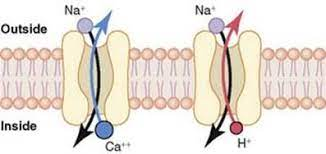 Na⁺ Na⁺
Outside
Inside
Ca⁺⁺ H⁺